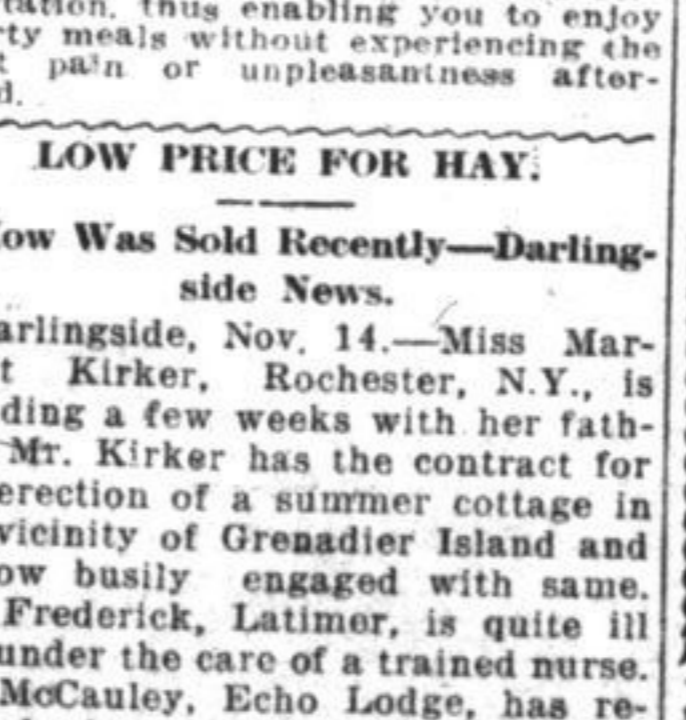 tation, thus enabling you to enjoy
rty meals without experiencing the
t pain or unpleasantness after-
d.
LOW PRICE FOR HAY.
ow Was Sold Recently—Darling-
side News.
arlingside, Nov. 14.—Miss Mar-
t Kirker, Rochester, N.Y., is
ding a few weeks with her fath-
Mr. Kirker has the contract for
erection of a summer cottage in
vicinity of Grenadier Island and
ow busily engaged with same.
Frederick, Latimer, is quite ill
under the care of a trained nurse.
McCauley, Echo Lodge, has re-